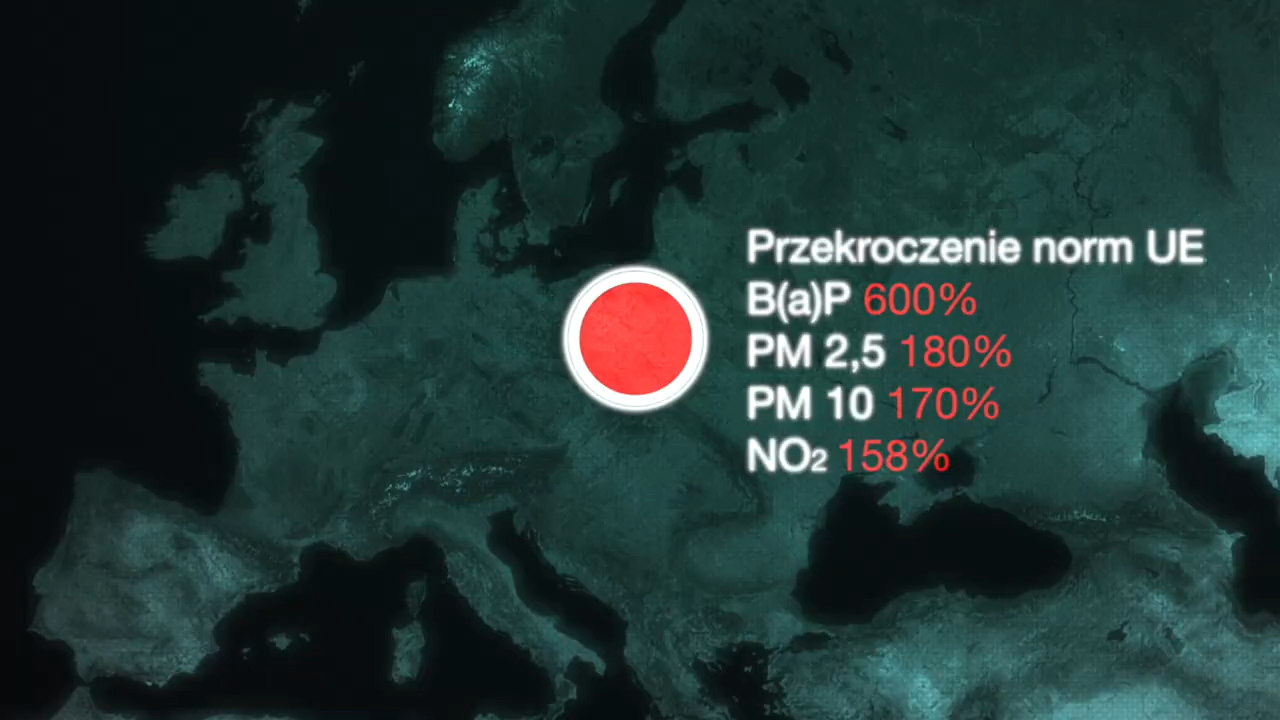 Przekroczenie norm UE
B(a)P 600%
PM 2,5 180%
PM 10 170%
NO₂ 158%